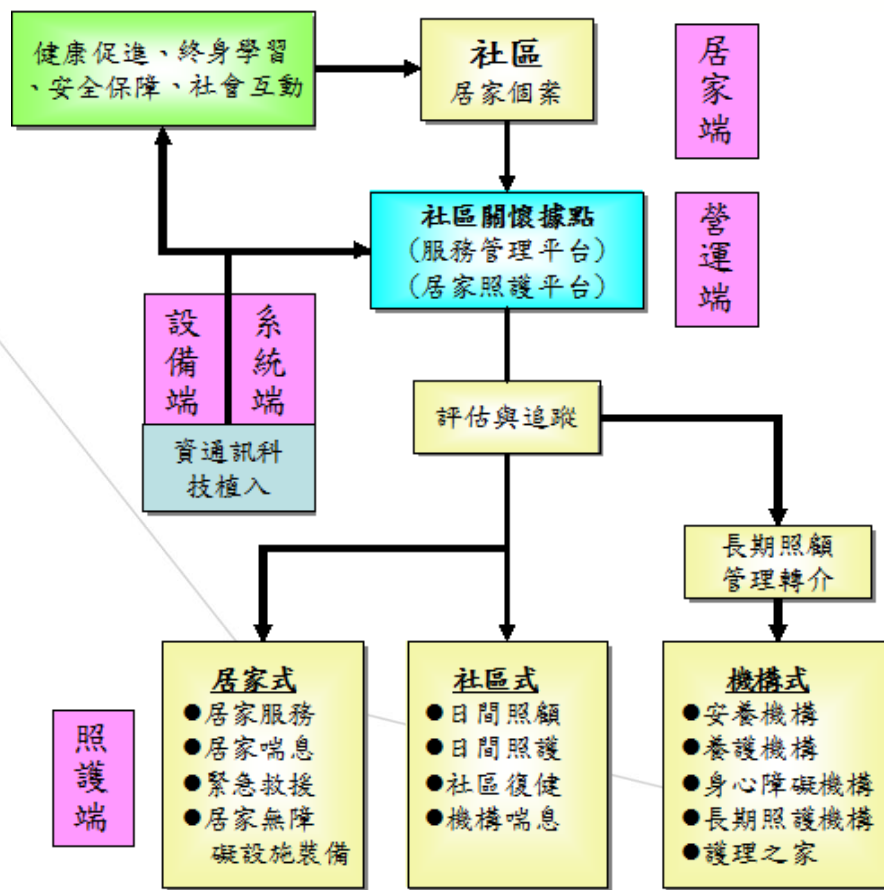 健康促進、終身學習
、安全保障、社會互動
社區
居家個案
居家端
社區關懷據點
(服務管理平台)
(居家照護平台)
營運端
設備端
系統端
資通訊科
技植入
評估與追蹤
長期照顧
管理轉介
照護端
居家式
●居家服務
●居家喘息
●緊急救援
●居家無障
礙設施裝備
社區式
●日間照顧
●日間照護
●社區復健
●機構喘息
機構式
●安養機構
●養護機構
●身心障礙機構
●長期照護機構
●護理之家